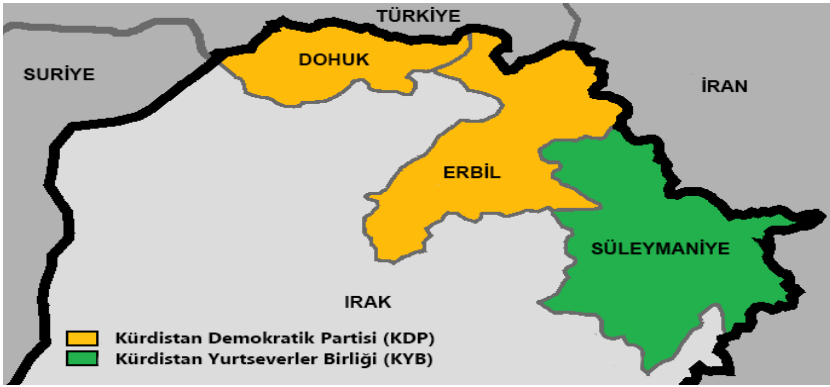 TÜRKİYE
DOHUK
SURİYE
İRAN
ERBİL
SÜLEYMANİYE
IRAK
Kürdistan Demokratik Partisi (KDP)
Kürdistan Yurtseverler Birliği (KYB)